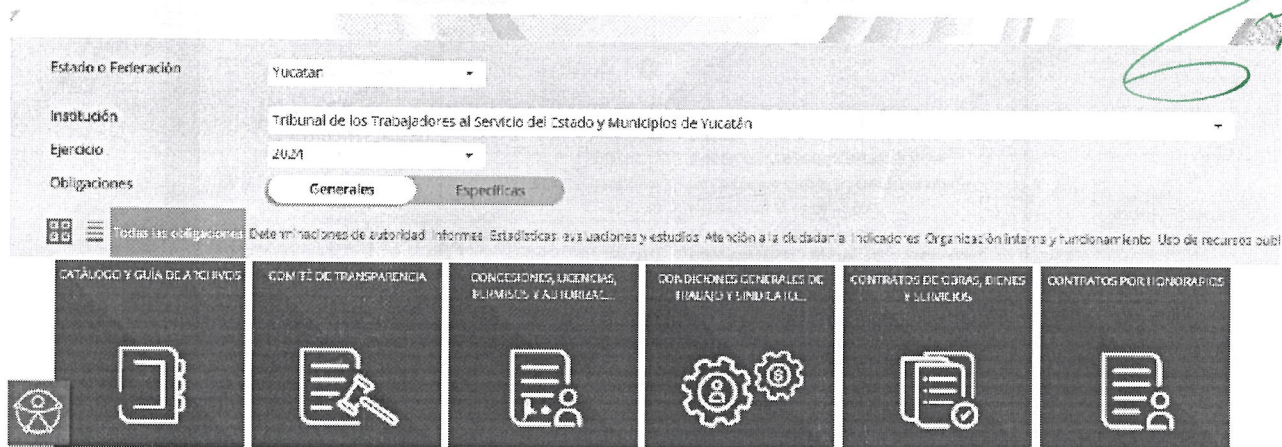 Estado o Federación
Yucatán
Institución
Tribunal de los Trabajadores al Servicio del Estado y Municipios de Yucatán
Ejercicio
2024
Obligaciones
Generales
Específicas
Todas las obligaciones Determinaciones de autoridad Informes Estadísticas, evaluaciones y estudios Atención a la ciudadanía Indicadores Organización interna y funcionamiento Uso de recursos públ
CATÁLOGO Y GUÍA DE ARCHIVOS
COMITÉ DE TRANSPARENCIA
CONCESIONES, LICENCIAS,
PERMISOS Y AUTORIZAC...
CONDICIONES GENERALES DE
TRABAJO Y SINDICATO...
CONTRATOS DE OBRAS, BIENES
Y SERVICIOS
CONTRATOS POR HONORARIOS